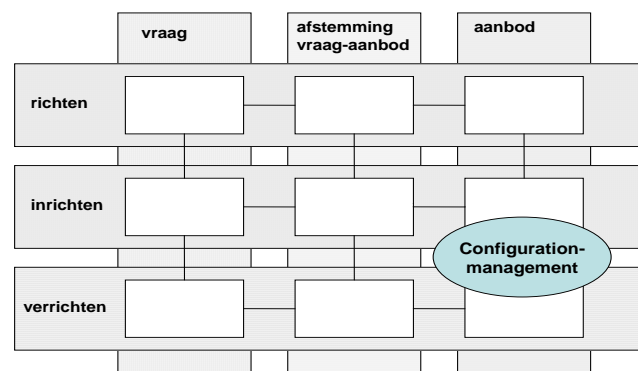 vraag
afstemming
vraag-aanbod
aanbod
richten
inrichten
Configuration-
management
verrichten